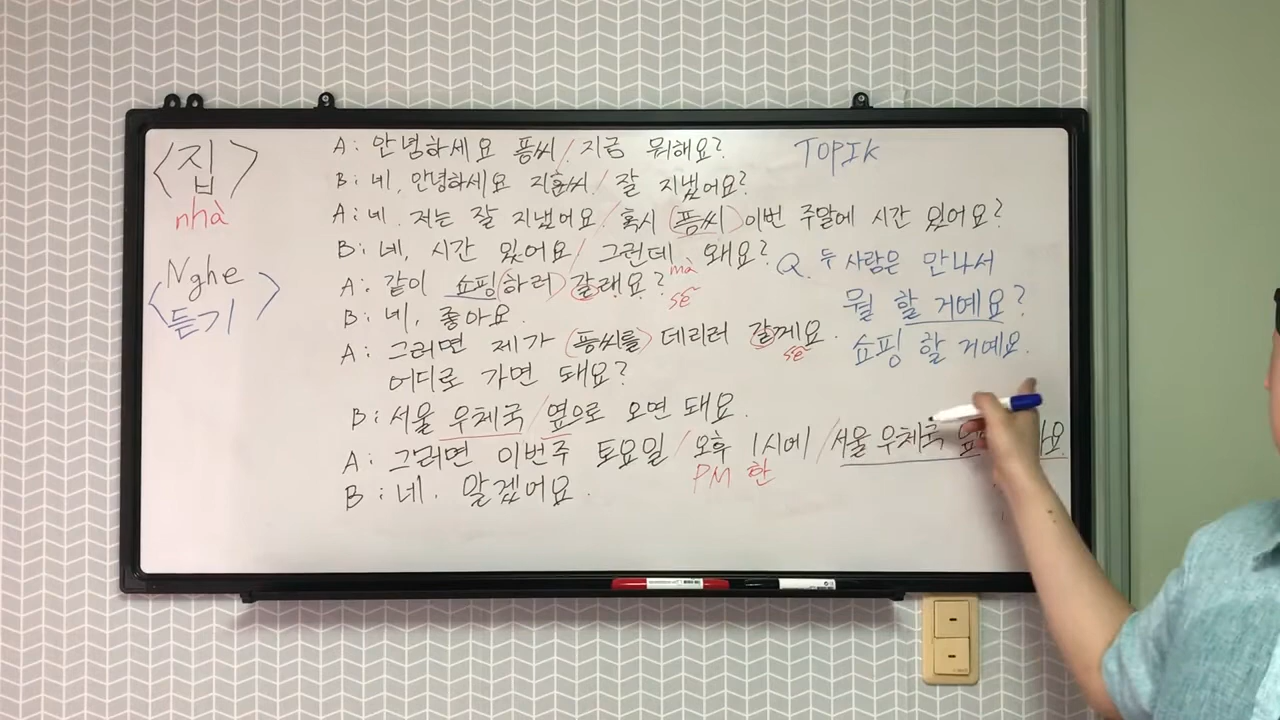 <집>
nhà
Nghe
<듣기>
A: 안녕하세요 퐁씨/ 지금 뭐해요?
B: 네, 안녕하세요 지훈씨/ 잘 지냈어요?
A: 네. 저는 잘 지냈어요/ 혹시 (퐁씨) 이번 주말에 시간 있어요?
B: 네, 시간 있어요/ 그런데 왜요?
A: 같이 쇼핑(하러) 갈래요?
mà
sẽ
B: 네, 좋아요.
A: 그러면 제가 (퐁씨를) 데리러 갈게요.
sẽ
어디로 가면 돼요?
B: 서울 우체국/옆으로 오면 돼요.
A: 그러면 이번주 토요일/오후 1시에/서울 우체국
PM 한
B: 네. 알겠어요.
TOPIK
Q. 두 사람은 만나서
뭘 할 거예요?
쇼핑 할 거예요.